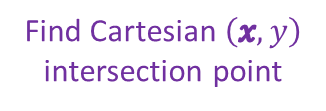 Find Cartesian (x, y)
intersection point